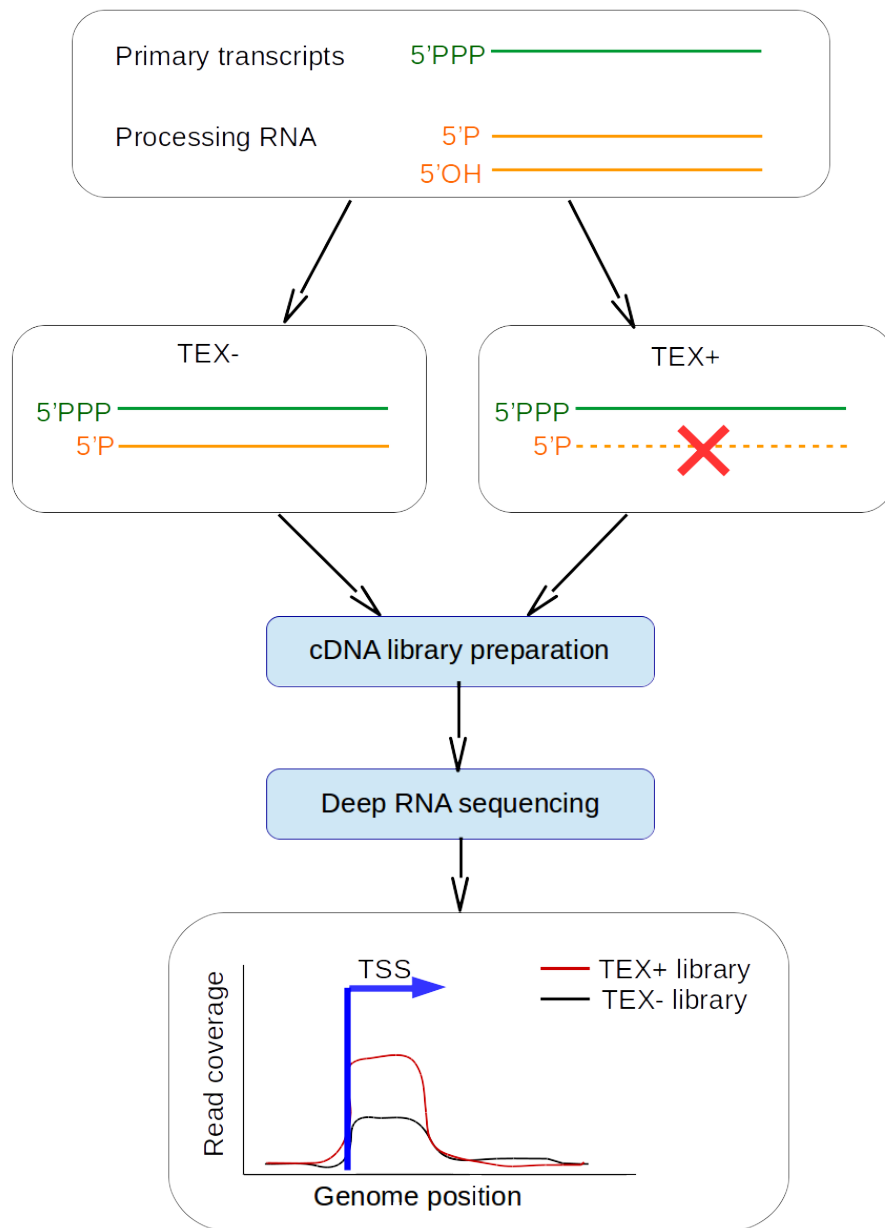 Primary transcripts 5’PPP
Processing RNA 5’P
5’OH
TEX-
5’PPP
5’P
TEX+
5’PPP
5’P
cDNA library preparation
Deep RNA sequencing
TSS
TEX+ library
TEX- library
Read coverage
Genome position